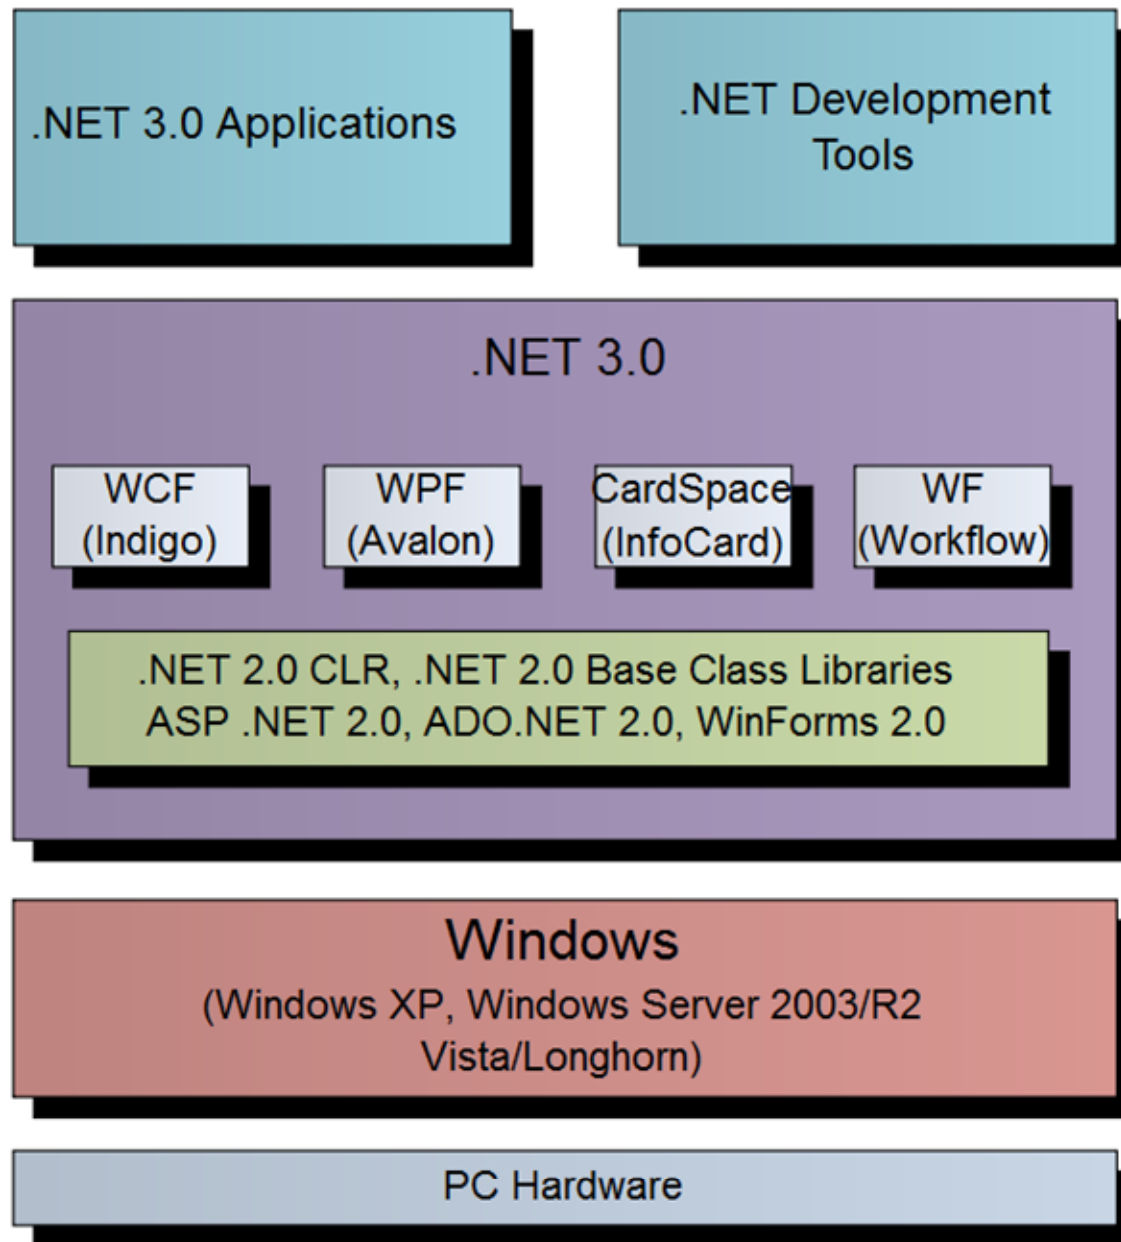 .NET 3.0 Applications
.NET Development
Tools
.NET 3.0
WCF
(Indigo)
WPF
(Avalon)
CardSpace
(InfoCard)
WF
(Workflow)
.NET 2.0 CLR, .NET 2.0 Base Class Libraries
ASP .NET 2.0, ADO.NET 2.0, WinForms 2.0
Windows
(Windows XP, Windows Server 2003/R2
Vista/Longhorn)
PC Hardware